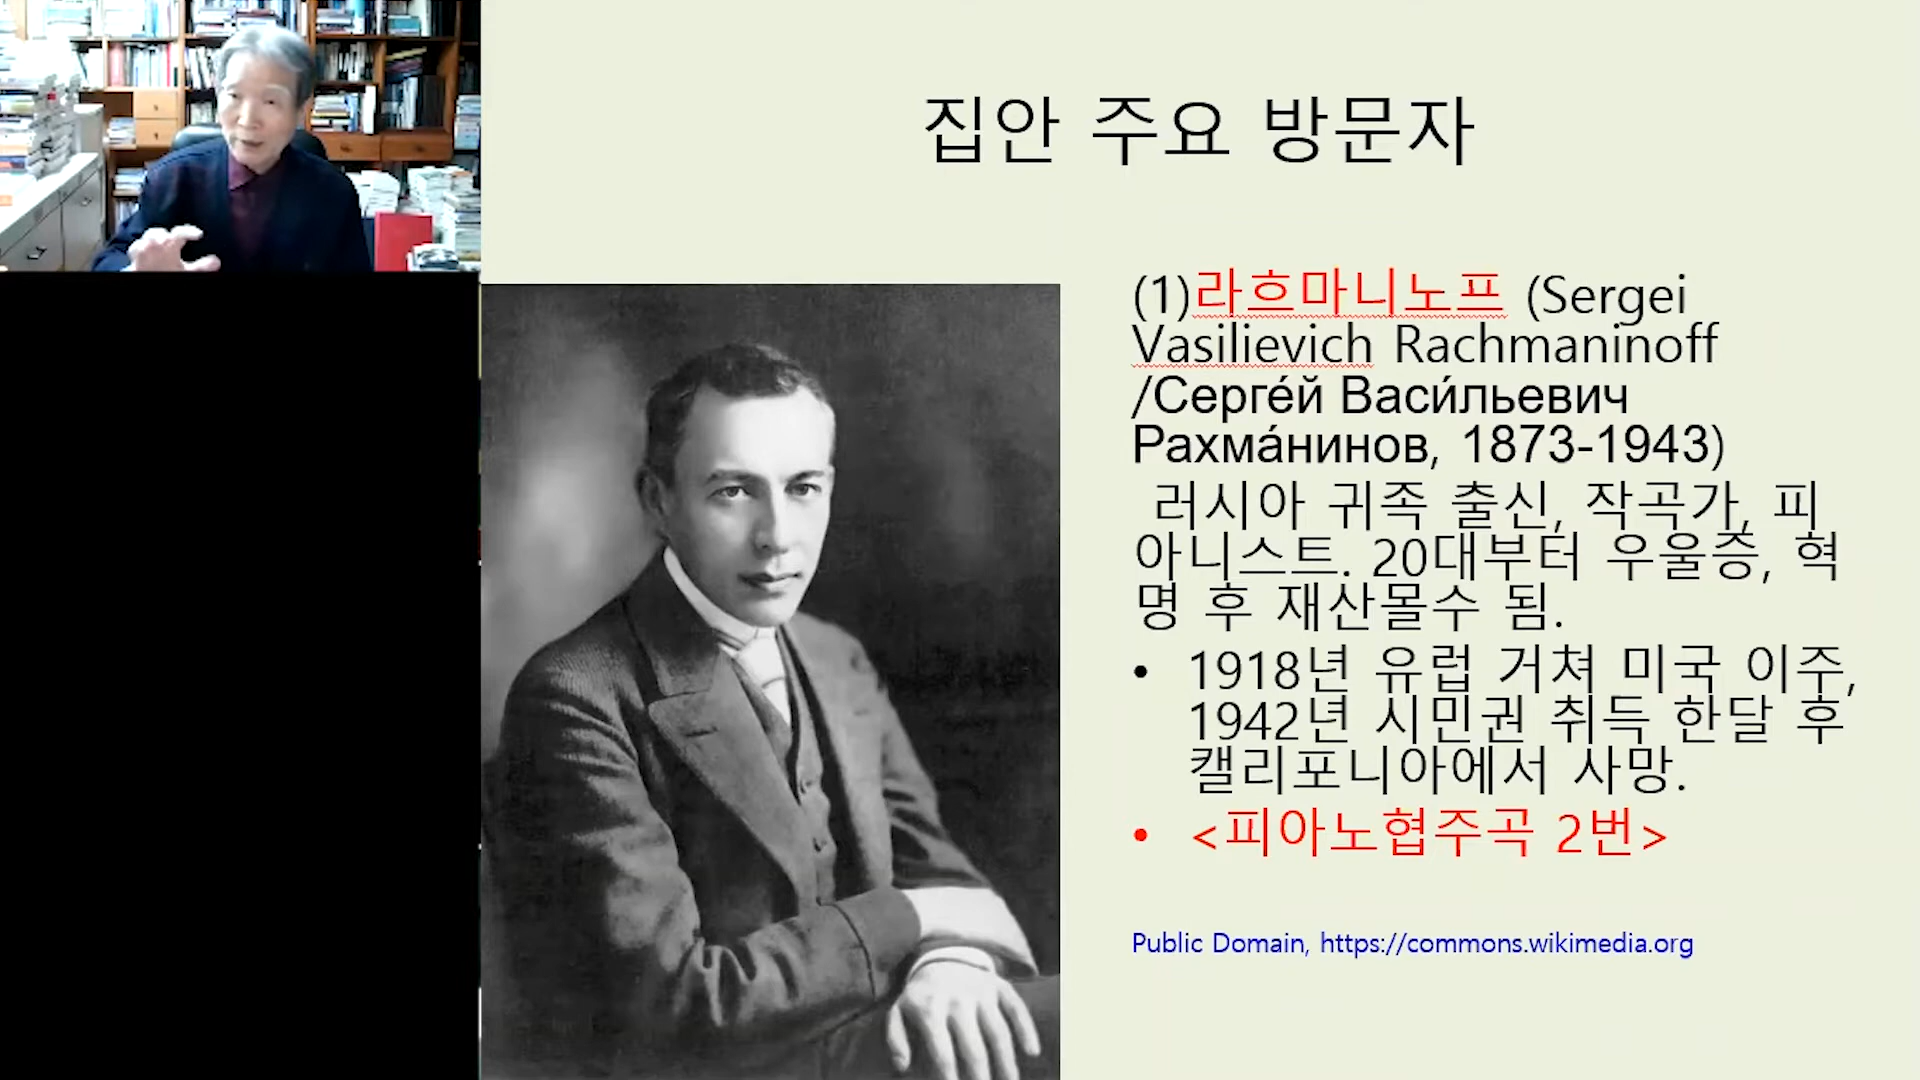 집안 주요 방문자
(1)라흐마니노프 (Sergei
Vasilievich Rachmaninoff
/Серге́й Васи́льевич
Рахма́нинов, 1873-1943)
러시아 귀족 출신, 작곡가, 피
아니스트. 20대부터 우울증, 혁
명 후 재산몰수 됨.
• 1918년 유럽 거쳐 미국 이주,
1942년 시민권 취득 한달 후
캘리포니아에서 사망.
• <피아노협주곡 2번>
Public Domain, https://commons.wikimedia.org